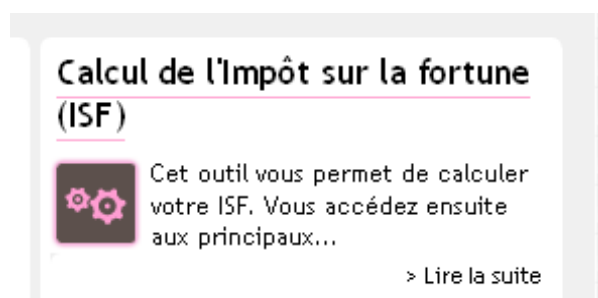 Calcul de l'Impôt sur la fortune
(ISF)
Cet outil vous permet de calculer
votre ISF. Vous accédez ensuite
aux principaux...
> Lire la suite